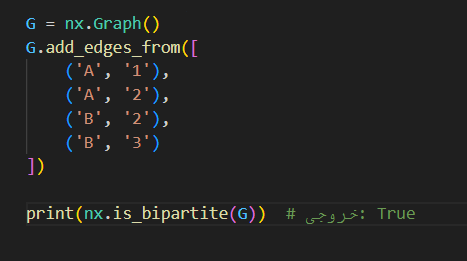 G = nx.Graph()
G.add_edges_from([
    ('A', '1'),
    ('A', '2'),
    ('B', '2'),
    ('B', '3')
])
print(nx.is_bipartite(G))  # خروجی: True